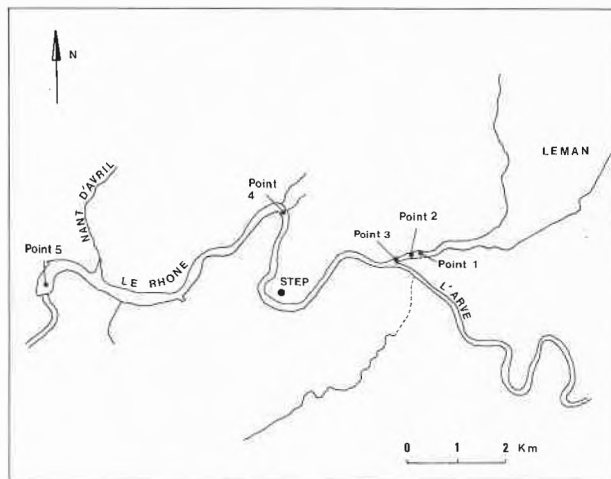 N
LEMAN
NANT D'AVRIL
Point
4
Point 2
Point 3
Point 5
Point 1
LE RHONE
STEP
L'ARVE
0 1 2 Km